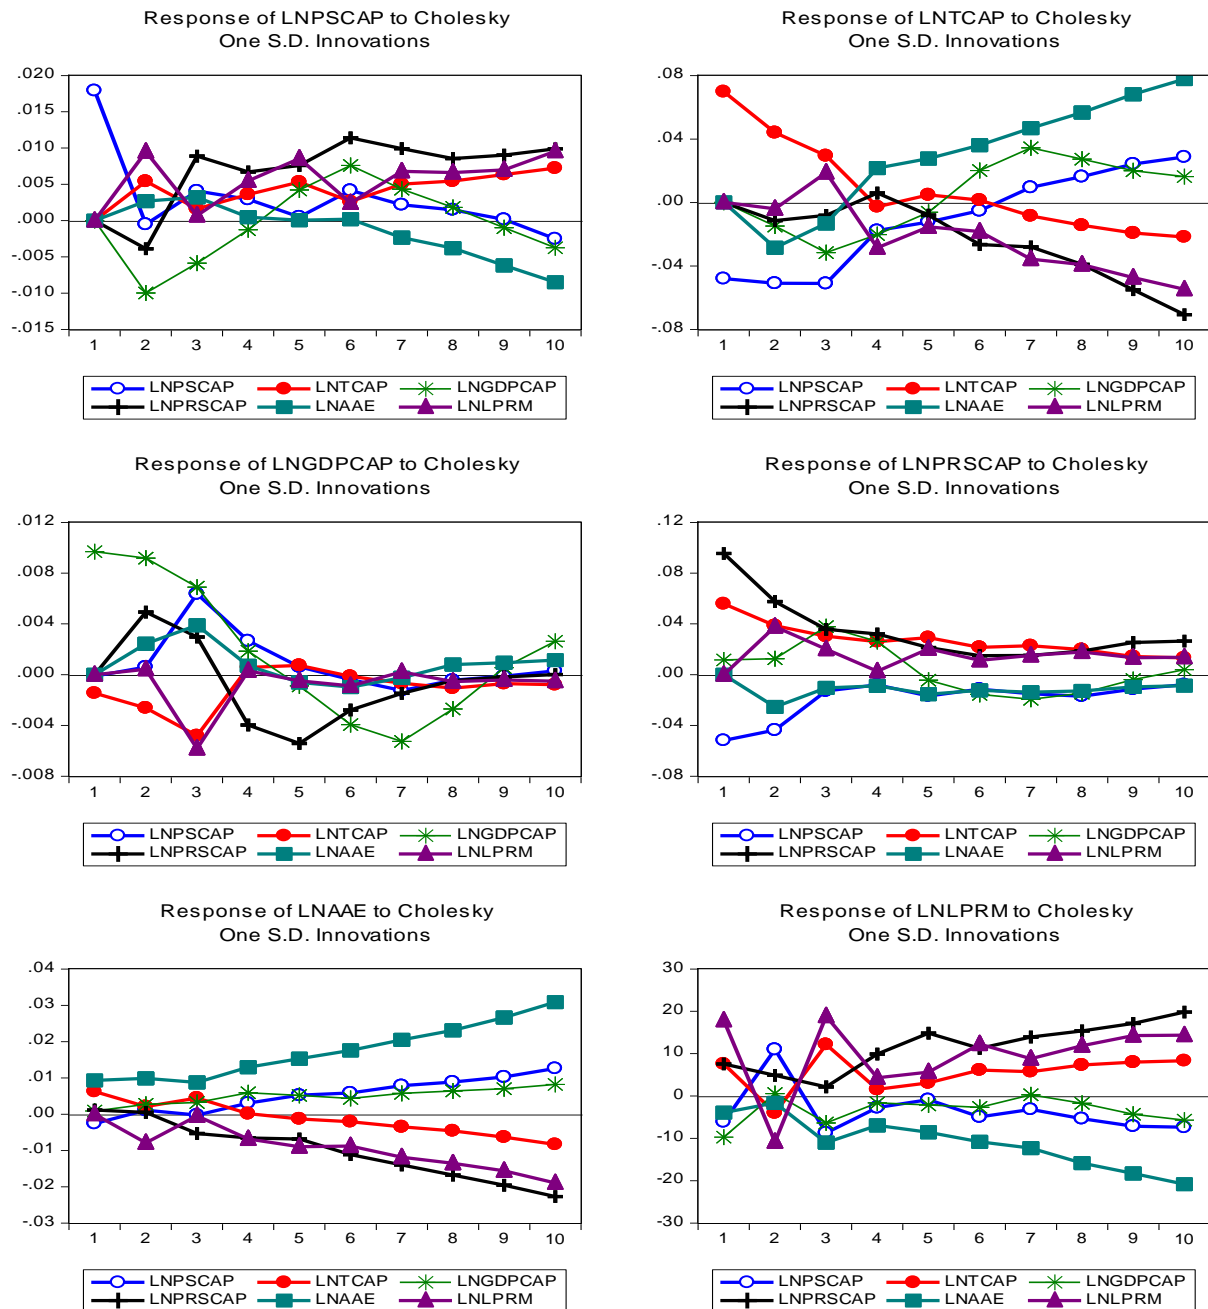 Response of LNPSCAP to Cholesky
One S.D. Innovations
.020
.015
.010
.005
.000
-.005
-.010
-.015
1 2 3 4 5 6 7 8 9 10
LNPSCAP LNTCAP LNGDPCAP
LNPRSCAP LNAAE LNLPRM
Response of LNTCAP to Cholesky
One S.D. Innovations
.08
.04
.00
-.04
-.08
1 2 3 4 5 6 7 8 9 10
LNPSCAP LNTCAP LNGDPCAP
LNPRSCAP LNAAE LNLPRM
Response of LNGDPCAP to Cholesky
One S.D. Innovations
.012
.008
.004
.000
-.004
-.008
1 2 3 4 5 6 7 8 9 10
LNPSCAP LNTCAP LNGDPCAP
LNPRSCAP LNAAE LNLPRM
Response of LNPRSCAP to Cholesky
One S.D. Innovations
.12
.08
.04
.00
-.04
-.08
1 2 3 4 5 6 7 8 9 10
LNPSCAP LNTCAP LNGDPCAP
LNPRSCAP LNAAE LNLPRM
Response of LNAAE to Cholesky
One S.D. Innovations
.04
.03
.02
.01
.00
-.01
-.02
-.03
1 2 3 4 5 6 7 8 9 10
LNPSCAP LNTCAP LNGDPCAP
LNPRSCAP LNAAE LNLPRM
Response of LNLPRM to Cholesky
One S.D. Innovations
30
20
10
0
-10
-20
-30
1 2 3 4 5 6 7 8 9 10
LNPSCAP LNTCAP LNGDPCAP
LNPRSCAP LNAAE LNLPRM